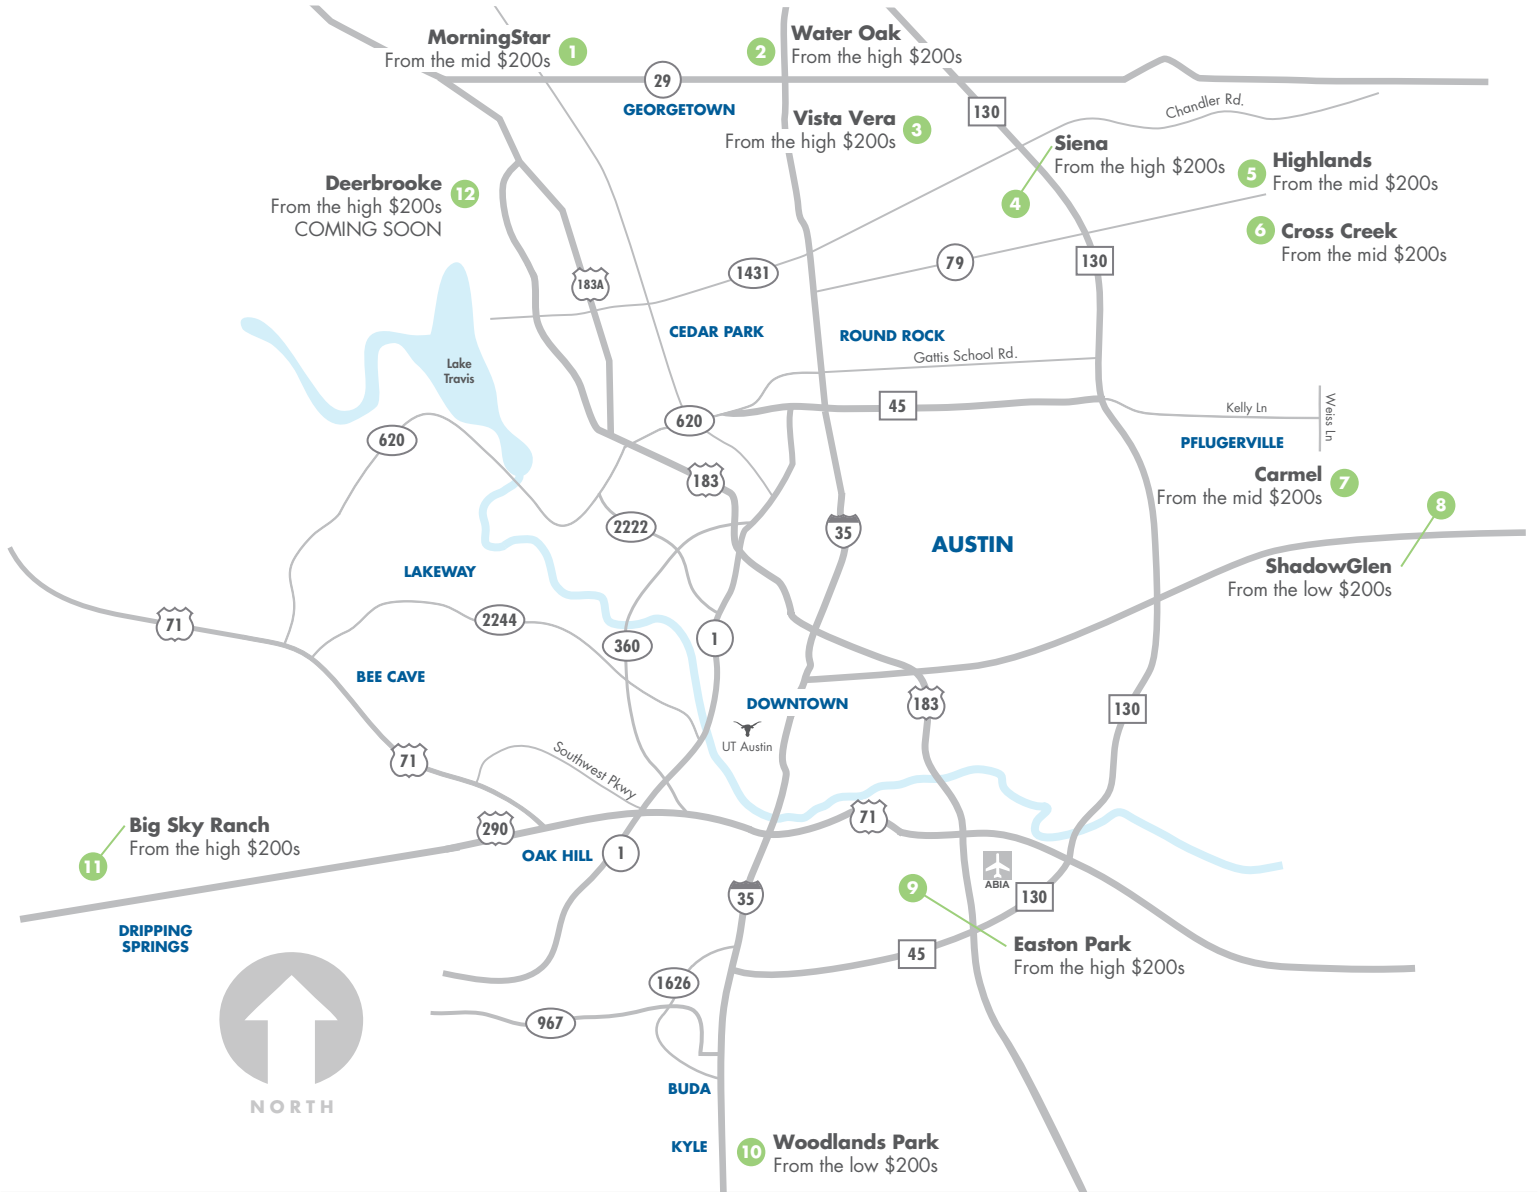 MorningStar
From the mid $200s
1
2
Water Oak
From the high $200s
29
GEORGETOWN
130
Chandler Rd.
Vista Vera
From the high $200s
3
Siena
From the high $200s
4
5
Highlands
From the mid $200s
6
Cross Creek
From the mid $200s
Deerbrooke
From the high $200s
COMING SOON
12
183A
1431
79
130
CEDAR PARK
ROUND ROCK
Gattis School Rd.
Lake
Travis
620
620
45
Kelly Ln
Weiss Ln
PFLUGERVILLE
183
Carmel
From the mid $200s
7
8
2222
35
AUSTIN
ShadowGlen
From the low $200s
LAKEWAY
71
2244
360
1
BEE CAVE
DOWNTOWN
UT Austin
183
130
71
Southwest Pkwy
290
71
Big Sky Ranch
From the high $200s
11
OAK HILL
1
35
ABIA
9
130
DRIPPING
SPRINGS
45
Easton Park
From the high $200s
1626
967
NORTH
BUDA
KYLE
10
Woodlands Park
From the low $200s